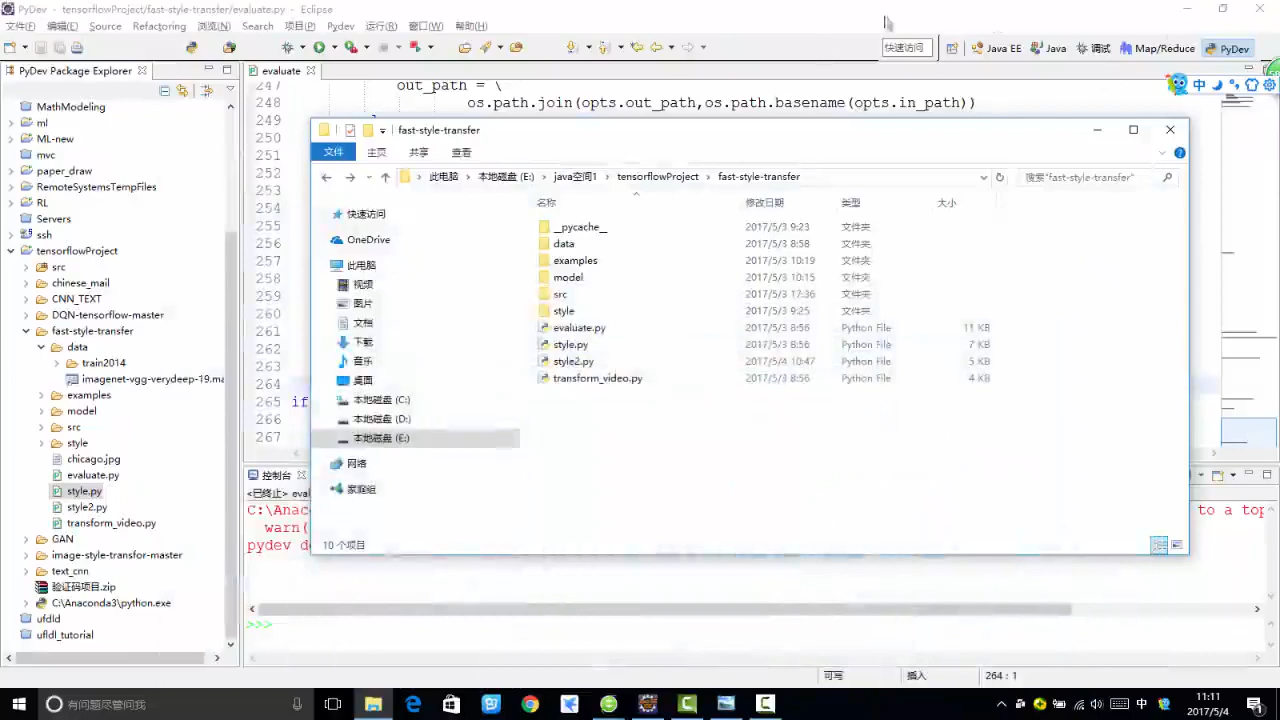 PyDev - tensorflowProject/fast-style-transfer/evaluate.py - Eclipse
文件(F) 编辑(E) Source Refactoring 浏览(N) Search 项目(P) Pydev 运行(R) 窗口(W) 帮助(H)
快速访问 Java EE Java 调试 Map/Reduce PyDev
PyDev Package Explorer
MathModeling
ml
ML-new
mvc
paper_draw
RemoteSystemsTempFiles
RL
Servers
ssh
tensorflowProject
src
chinese_mail
CNN_TEXT
DQN-tensorflow-master
fast-style-transfer
data
train2014
imagenet-vgg-verydeep-19.ma
examples
model
src
style
chicago.jpg
evaluate.py
style.py
style2.py
transform_video.py
GAN
image-style-transfor-master
text_cnn
验证码项目.zip
C:\Anaconda3\python.exe
ufdld
ufldl_tutorial
evaluate
中
247 out_path = \
248 os.path.join(opts.out_path,os.path.basename(opts.in_path))
249
250
251
252
253
254
255
256
257
258
259
260
261
262
263
264
265 if
266
267
fast-style-transfer
文件 主页 共享 查看
此电脑 本地磁盘 (E:) java空间1 tensorflowProject fast-style-transfer 搜索"fast-style-transfer"
快速访问
OneDrive
此电脑
视频
图片
文档
下载
音乐
桌面
本地磁盘 (C:)
本地磁盘 (D:)
本地磁盘 (E:)
网络
家庭组
名称 修改日期 类型 大小
__pycache__ 2017/5/3 9:23 文件夹
data 2017/5/3 8:58 文件夹
examples 2017/5/3 10:19 文件夹
model 2017/5/3 10:15 文件夹
src 2017/5/3 17:36 文件夹
style 2017/5/3 9:25 文件夹
evaluate.py 2017/5/3 8:56 Python File 11 KB
style.py 2017/5/3 8:56 Python File 7 KB
style2.py 2017/5/4 10:47 Python File 5 KB
transform_video.py 2017/5/3 8:56 Python File 4 KB
10 个项目
控制台
<已终止> eval
C:\Anac to a top
warn(
pydev de
>>>
可写 插入 264 : 1
有问题尽管问我
中
11:11
2017/5/4